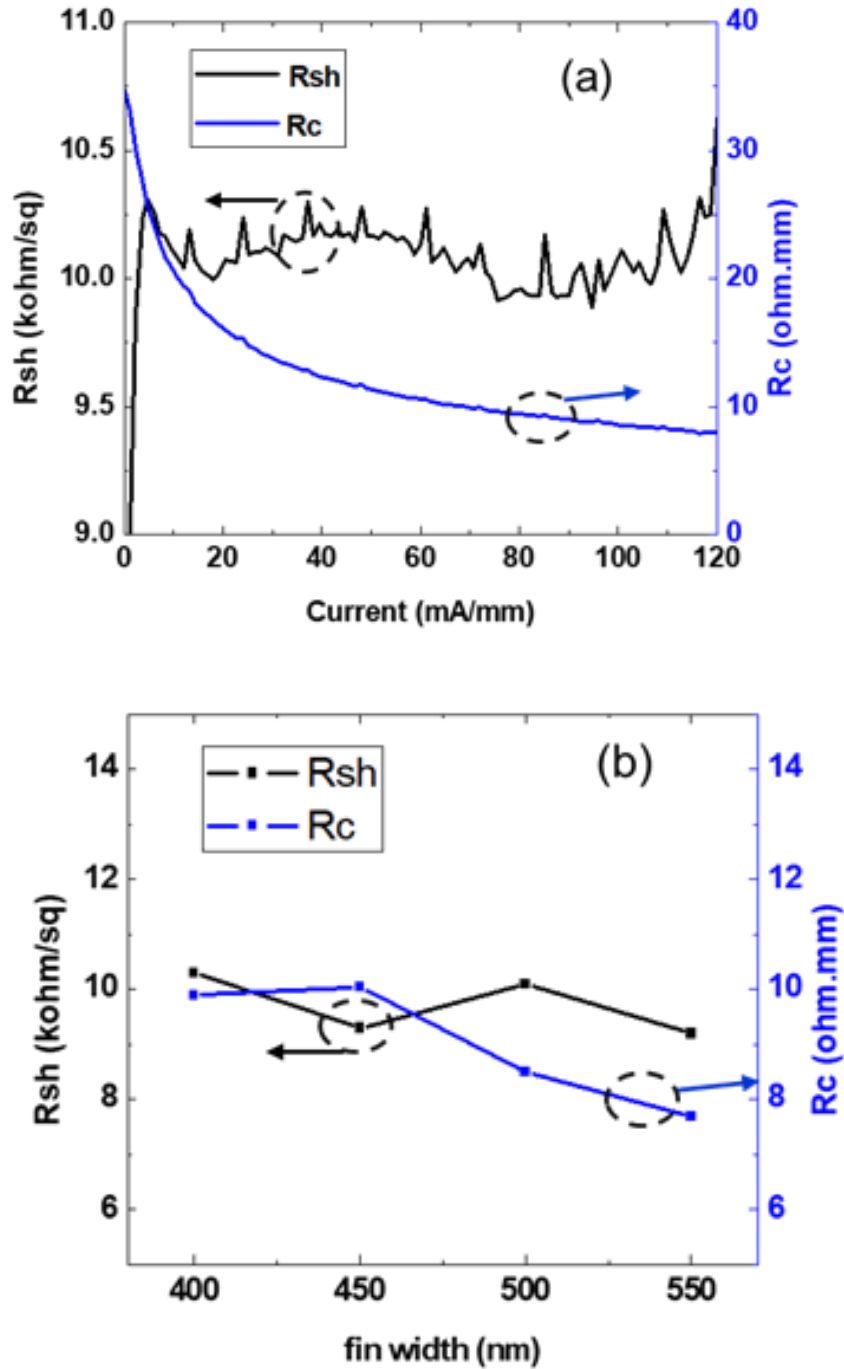 (a)
Rsh
Rc
Rsh (kohm/sq)
11.0
10.5
10.0
9.5
9.0
Rc (ohm.mm)
40
30
20
10
0
0 20 40 60 80 100 120
Current (mA/mm)
(b)
Rsh
Rc
Rsh (kohm/sq)
14
12
10
8
6
Rc (ohm.mm)
14
12
10
8
6
400 450 500 550
fin width (nm)